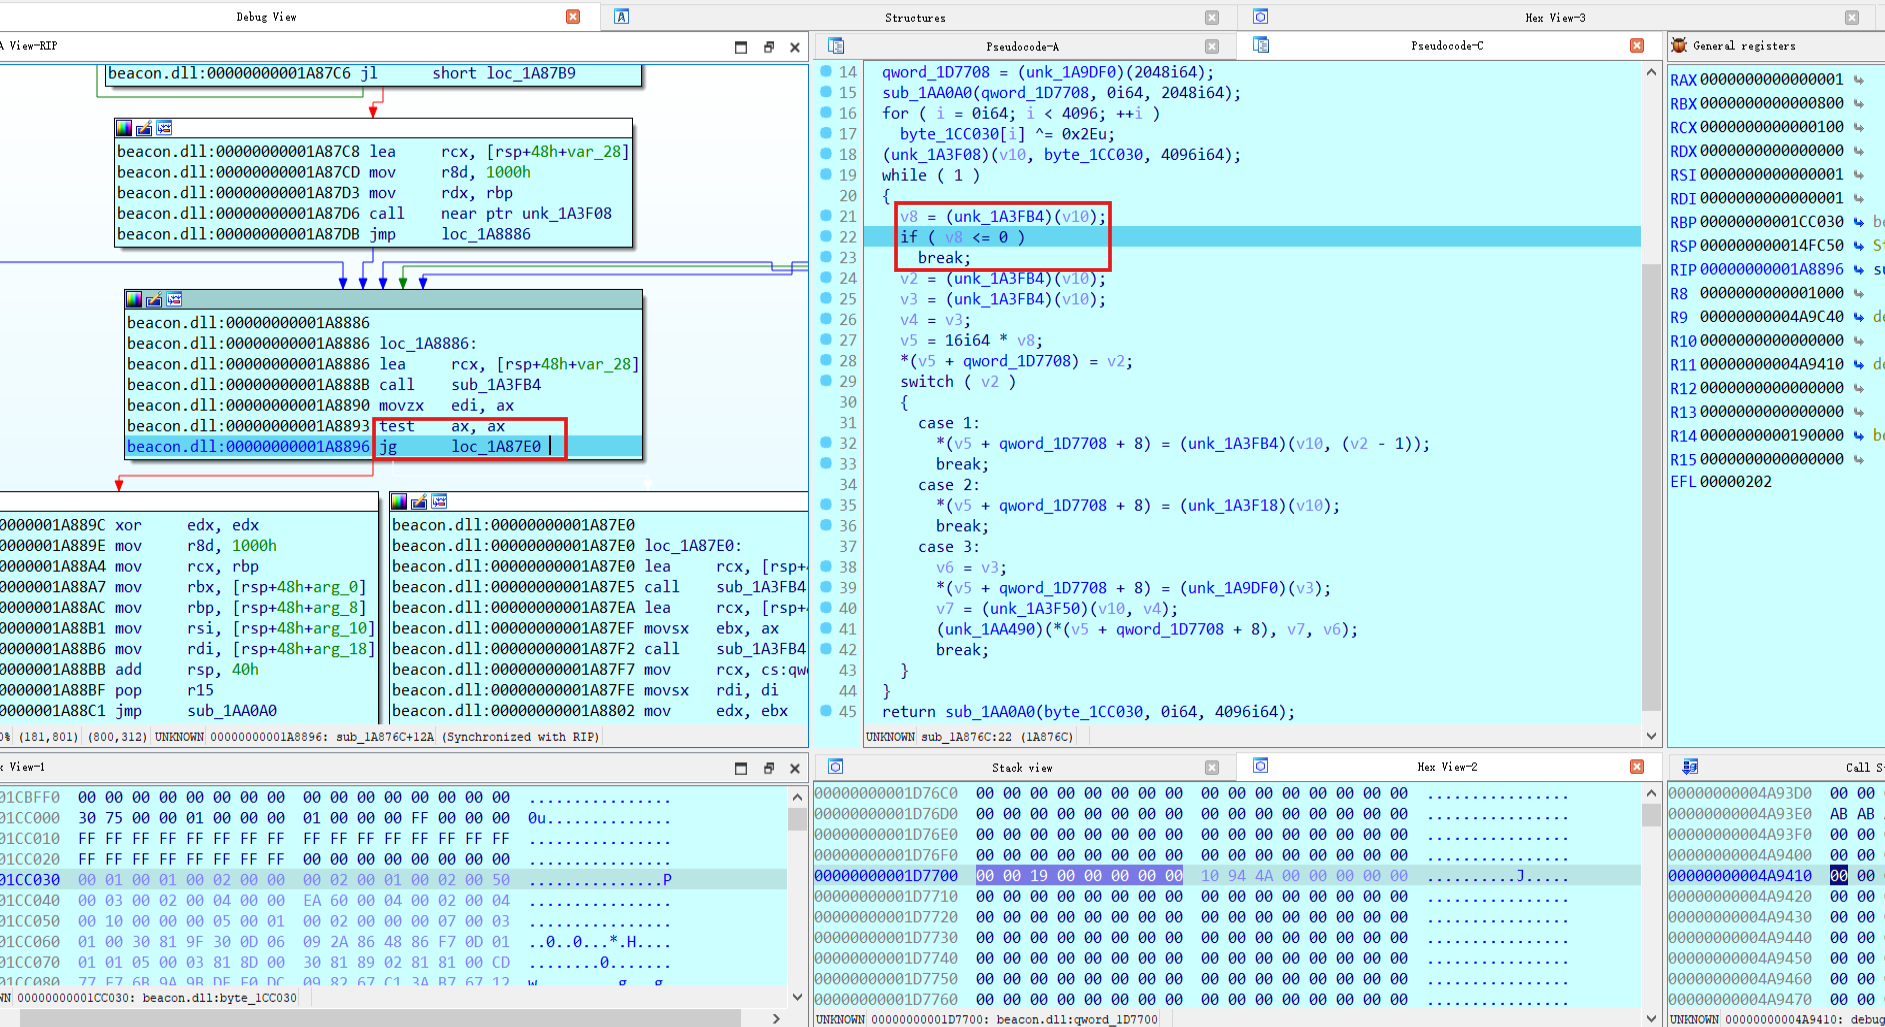 Debug View
Structures
Hex View-3
A View-RIP
Pseudocode-A
Pseudocode-C
General registers
beacon.dll:00000000001A87C6 jl short loc_1A87B9
beacon.dll:00000000001A87C8 lea rcx, [rsp+48h+var_28]
beacon.dll:00000000001A87CD mov r8d, 1000h
beacon.dll:00000000001A87D3 mov rdx, rbp
beacon.dll:00000000001A87D6 call near ptr unk_1A3F08
beacon.dll:00000000001A87DB jmp loc_1A8886
beacon.dll:00000000001A8886
beacon.dll:00000000001A8886 loc_1A8886:
beacon.dll:00000000001A8886 lea rcx, [rsp+48h+var_28]
beacon.dll:00000000001A888B call sub_1A3FB4
beacon.dll:00000000001A8890 movzx edi, ax
beacon.dll:00000000001A8893 test ax, ax
beacon.dll:00000000001A8896 jg loc_1A87E0
0000001A889C xor edx, edx
0000001A889E mov r8d, 1000h
0000001A88A4 mov rcx, rbp
0000001A88A7 mov rbx, [rsp+48h+arg_0]
0000001A88AC mov rbp, [rsp+48h+arg_8]
0000001A88B1 mov rsi, [rsp+48h+arg_10]
0000001A88B6 mov rdi, [rsp+48h+arg_18]
0000001A88BB add rsp, 40h
0000001A88BF pop r15
0000001A88C1 jmp sub_1AA0A0
beacon.dll:00000000001A87E0
beacon.dll:00000000001A87E0 loc_1A87E0:
beacon.dll:00000000001A87E0 lea rcx, [rsp+
beacon.dll:00000000001A87E5 call sub_1A3FB4
beacon.dll:00000000001A87EA lea rcx, [rsp+
beacon.dll:00000000001A87EF movsx ebx, ax
beacon.dll:00000000001A87F2 call sub_1A3FB4
beacon.dll:00000000001A87F7 mov rcx, cs:qw
beacon.dll:00000000001A87FE movsx rdi, di
beacon.dll:00000000001A8802 mov edx, ebx
0% (181,801) (800,312) UNKNOWN 00000000001A8896: sub_1A876C+12A (Synchronized with RIP)
14 qword_1D7708 = (unk_1A9DF0)(2048i64);
15 sub_1AA0A0(qword_1D7708, 0i64, 2048i64);
16 for ( i = 0i64; i < 4096; ++i )
17 byte_1CC030[i] ^= 0x2Eu;
18 (unk_1A3F08)(v10, byte_1CC030, 4096i64);
19 while ( 1 )
20 {
21 v8 = (unk_1A3FB4)(v10);
22 if ( v8 <= 0 )
23 break;
24 v2 = (unk_1A3FB4)(v10);
25 v3 = (unk_1A3FB4)(v10);
26 v4 = v3;
27 v5 = 16i64 * v8;
28 *(v5 + qword_1D7708) = v2;
29 switch ( v2 )
30 {
31 case 1:
32 *(v5 + qword_1D7708 + 8) = (unk_1A3FB4)(v10, (v2 - 1));
33 break;
34 case 2:
35 *(v5 + qword_1D7708 + 8) = (unk_1A3F18)(v10);
36 break;
37 case 3:
38 v6 = v3;
39 *(v5 + qword_1D7708 + 8) = (unk_1A9DF0)(v3);
40 v7 = (unk_1A3F50)(v10, v4);
41 (unk_1AA490)(*(v5 + qword_1D7708 + 8), v7, v6);
42 break;
43 }
44 }
45 return sub_1AA0A0(byte_1CC030, 0i64, 4096i64);
UNKNOWN sub_1A876C:22 (1A876C)
RAX 0000000000000001
RBX 0000000000000800
RCX 0000000000000100
RDX 0000000000000000
RSI 0000000000000001
RDI 0000000000000001
RBP 00000000001CC030 be
RSP 000000000014FC50 St
RIP 00000000001A8896 su
R8 0000000000001000
R9 00000000004A9C40 de
R10 0000000000000000
R11 00000000004A9410 de
R12 0000000000000000
R13 0000000000000000
R14 0000000000190000 be
R15 0000000000000000
EFL 00000202
x View-1
01CBFF0 00 00 00 00 00 00 00 00 00 00 00 00 00 00 00 00 ................
01CC000 30 75 00 00 01 00 00 00 01 00 00 00 FF 00 00 00 0u..............
01CC010 FF FF FF FF FF FF FF FF FF FF FF FF FF FF FF FF ................
01CC020 FF FF FF FF FF FF FF FF 00 00 00 00 00 00 00 00 ................
01CC030 00 01 00 01 00 02 00 00 00 02 00 01 00 02 00 50 ...............P
01CC040 00 03 00 02 00 04 00 00 EA 60 00 04 00 02 00 04 ................
01CC050 00 10 00 00 00 05 00 01 00 02 00 00 00 07 00 03 ................
01CC060 01 00 30 81 9F 30 0D 06 09 2A 86 48 86 F7 0D 01 ..0..0...*.H....
01CC070 01 01 05 00 03 81 8D 00 30 81 89 02 81 81 00 CD ........0.......
01CC080 77 E7 6B 9A 9B DE E0 DC 09 82 67 C1 3A B7 67 12
WN 00000000001CC030: beacon.dll:byte_1CC030
Stack view
Hex View-2
00000000001D76C0 00 00 00 00 00 00 00 00 00 00 00 00 00 00 00 00 ................
00000000001D76D0 00 00 00 00 00 00 00 00 00 00 00 00 00 00 00 00 ................
00000000001D76E0 00 00 00 00 00 00 00 00 00 00 00 00 00 00 00 00 ................
00000000001D76F0 00 00 00 00 00 00 00 00 00 00 00 00 00 00 00 00 ................
00000000001D7700 00 00 19 00 00 00 00 00 10 94 4A 00 00 00 00 00 ..........J.....
00000000001D7710 00 00 00 00 00 00 00 00 00 00 00 00 00 00 00 00 ................
00000000001D7720 00 00 00 00 00 00 00 00 00 00 00 00 00 00 00 00 ................
00000000001D7730 00 00 00 00 00 00 00 00 00 00 00 00 00 00 00 00 ................
00000000001D7740 00 00 00 00 00 00 00 00 00 00 00 00 00 00 00 00 ................
00000000001D7750 00 00 00 00 00 00 00 00 00 00 00 00 00 00 00 00 ................
00000000001D7760 00 00 00 00 00 00 00 00 00 00 00 00 00 00 00 00 ................
UNKNOWN 00000000001D7700: beacon.dll:qword_1D7700
Call S
00000000004A93D0 00 00
00000000004A93E0 AB AB
00000000004A93F0 00 00
00000000004A9400 00 00
00000000004A9410 00 00
00000000004A9420 00 00
00000000004A9430 00 00
00000000004A9440 00 00
00000000004A9450 00 00
00000000004A9460 00 00
00000000004A9470 00 00
UNKNOWN 00000000004A9410: debug